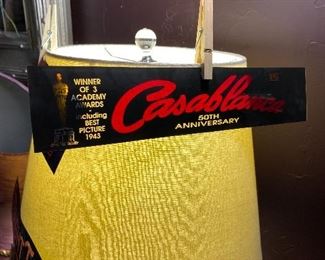 WINNER
OF 3
ACADEMY
AWARDS
• Including
BEST
PICTURE
1943
Casablanca
50TH
ANNIVERSARY